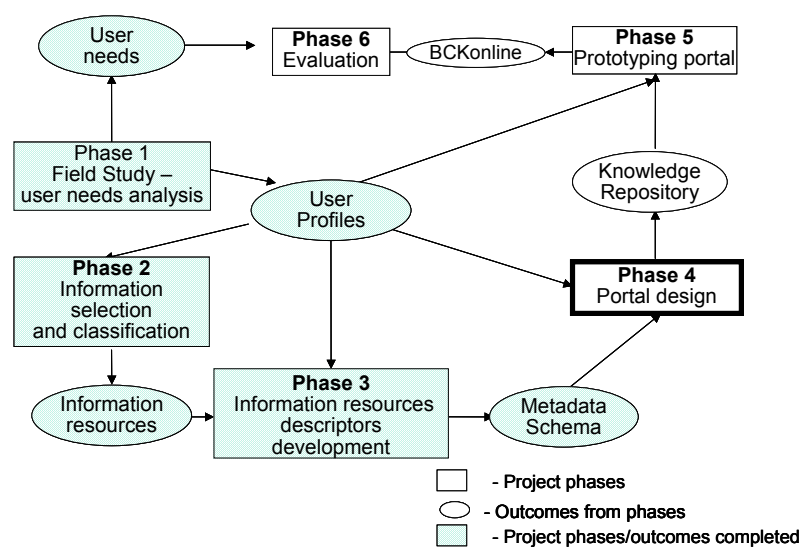 User
needs
Phase 6
Evaluation
BCKonline
Phase 5
Prototyping portal
Phase 1
Field Study –
user needs analysis
User
Profiles
Knowledge
Repository
Phase 2
Information
selection
and classification
Phase 4
Portal design
Information
resources
Phase 3
Information resources
descriptors
development
Metadata
Schema
- Project phases
- Outcomes from phases
- Project phases/outcomes completed